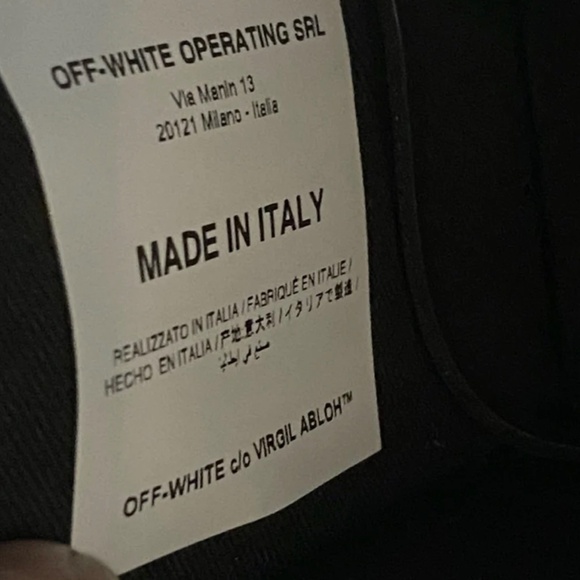 OFF-WHITE OPERATING SRL
Via Manin 13
20121 Milano - Italia
MADE IN ITALY
REALIZZATO IN ITALIA / FABRIQUÉ EN ITALIE /
HECHO EN ITALIA / 产地意大利 / イタリアで製造 /
صنع في إيطاليا
OFF-WHITE c/o VIRGIL ABLOH™